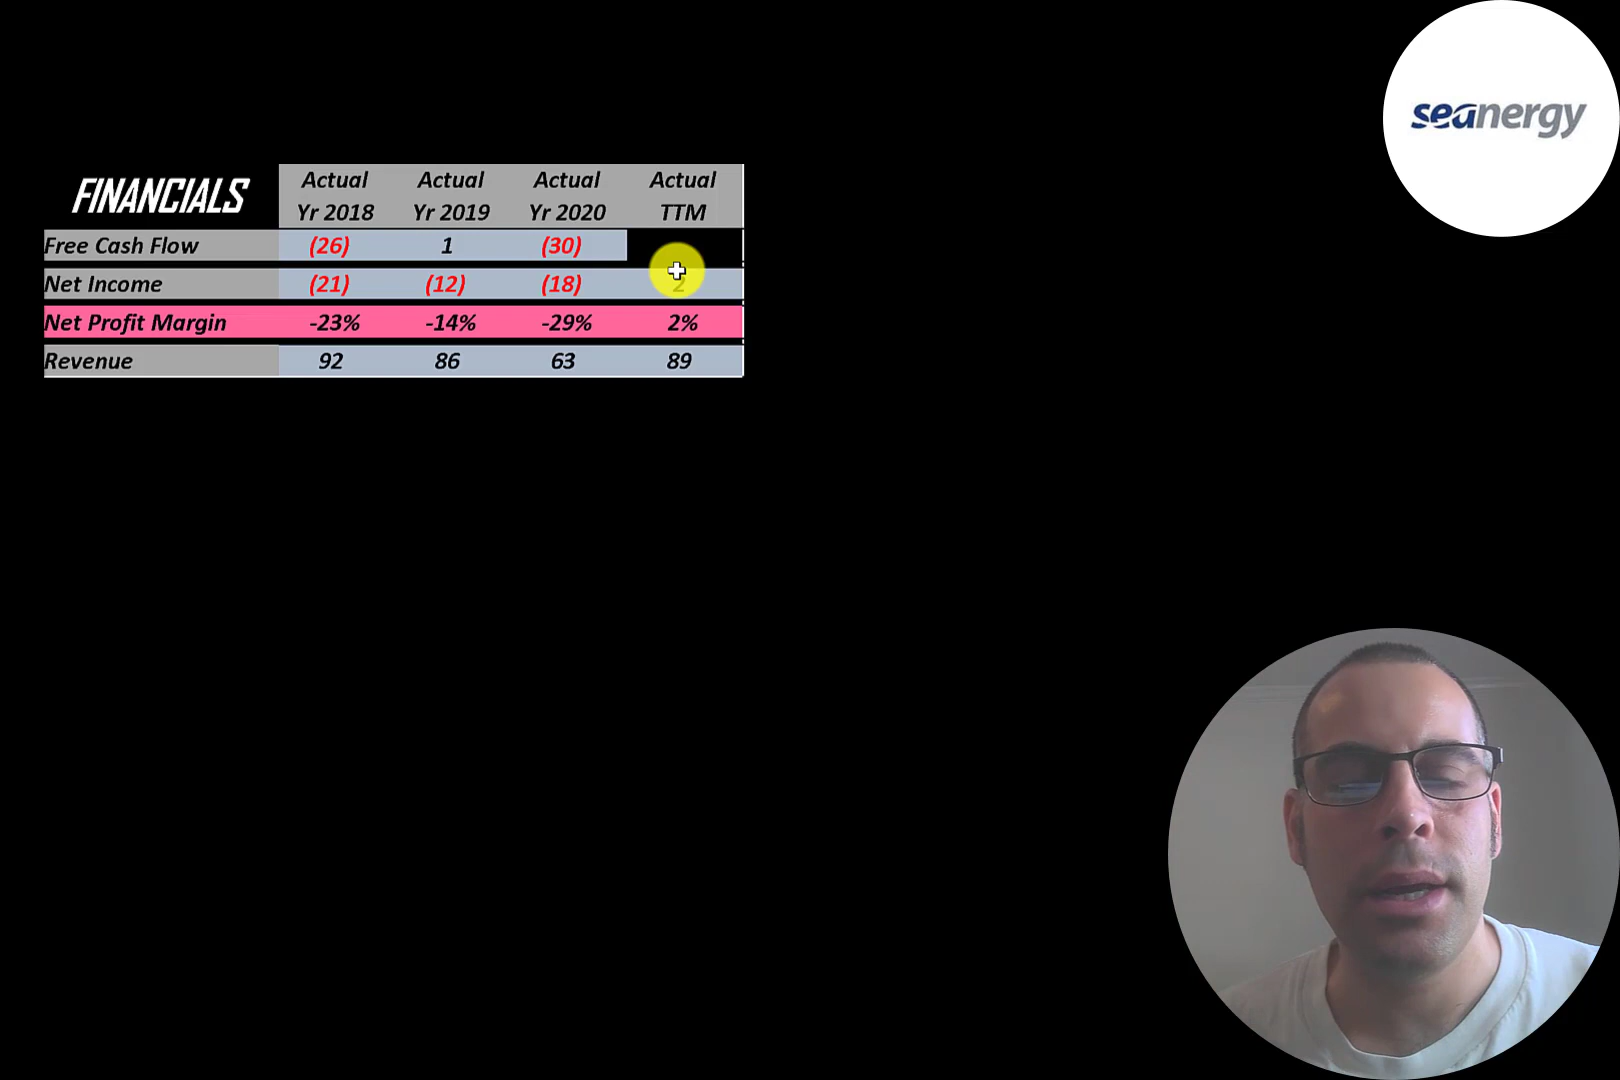 seanergy
FINANCIALS
Actual Yr 2018 Actual Yr 2019 Actual Yr 2020 Actual TTM
Free Cash Flow (26) 1 (30)
Net Income (21) (12) (18) 2
Net Profit Margin -23% -14% -29% 2%
Revenue 92 86 63 89